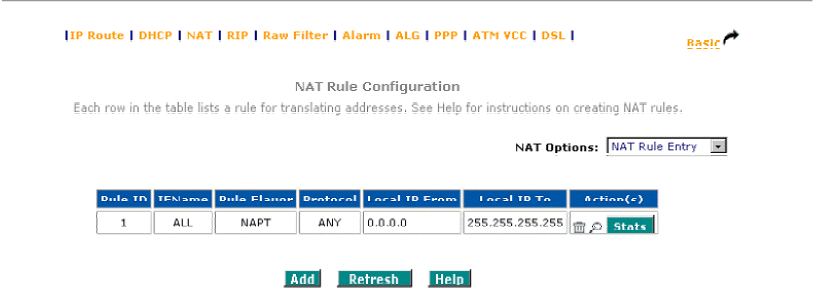 IP Route | DHCP | NAT | RIP | Raw Filter | Alarm | ALG | PPP | ATM VCC | DSL |
Basic
NAT Rule Configuration
Each row in the table lists a rule for translating addresses. See Help for instructions on creating NAT rules.
NAT Options: NAT Rule Entry
Rule ID IFName Rule Flavor Protocol Local IP From Local IP To Action(s)
1 ALL NAPT ANY 0.0.0.0 255.255.255.255 Stats
Add Refresh Help